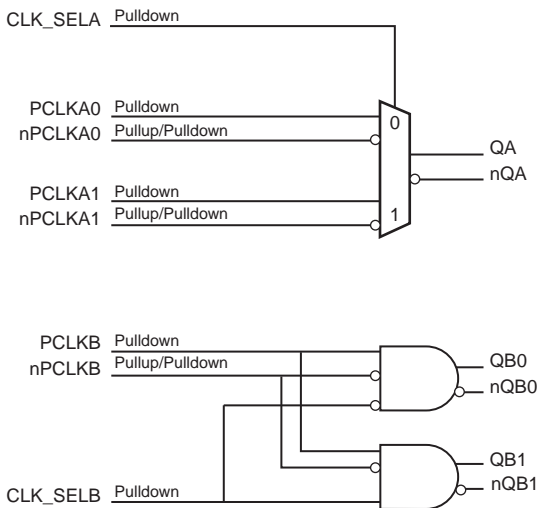 CLK_SELA Pulldown
PCLKA0 Pulldown
nPCLKA0 Pullup/Pulldown
0
QA
nQA
PCLKA1 Pulldown
nPCLKA1 Pullup/Pulldown
1
PCLKB Pulldown
nPCLKB Pullup/Pulldown
QB0
nQB0
QB1
nQB1
CLK_SELB Pulldown